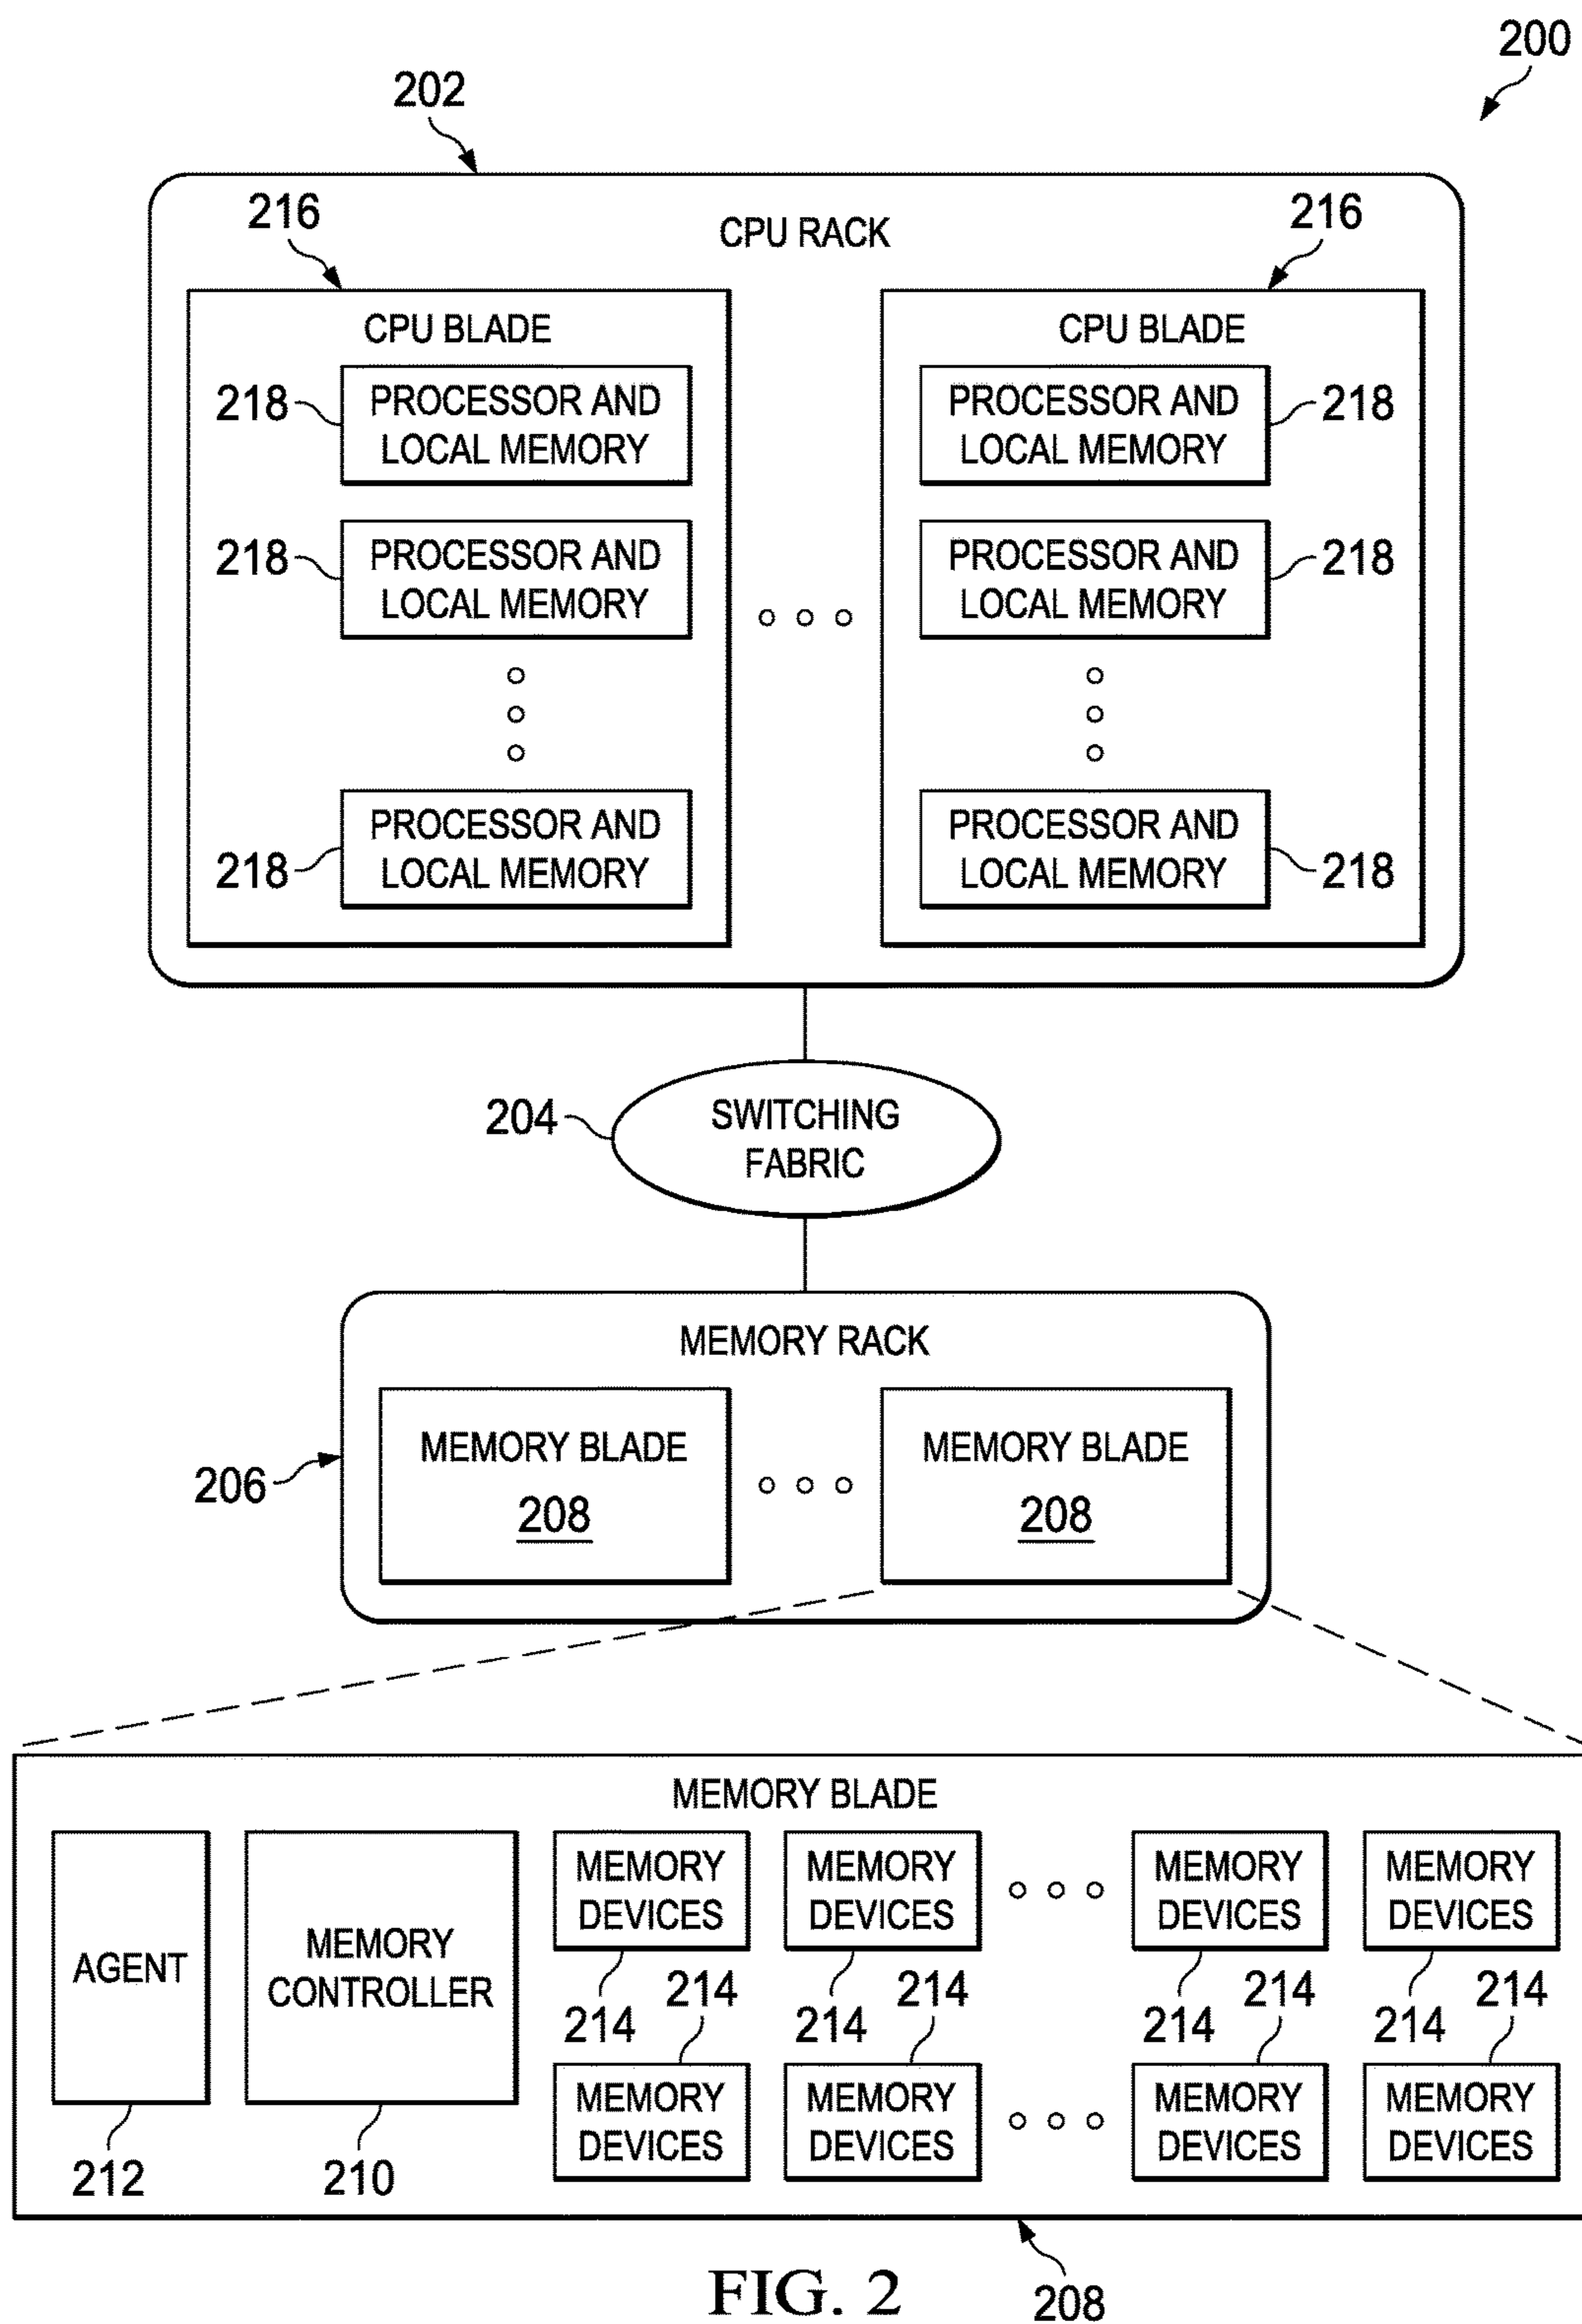 200
202
CPU RACK
216
216
CPU BLADE
CPU BLADE
218
PROCESSOR AND
LOCAL MEMORY
PROCESSOR AND
LOCAL MEMORY
218
218
PROCESSOR AND
LOCAL MEMORY
PROCESSOR AND
LOCAL MEMORY
218
218
PROCESSOR AND
LOCAL MEMORY
PROCESSOR AND
LOCAL MEMORY
218
204
SWITCHING
FABRIC
MEMORY RACK
206
MEMORY BLADE
208
MEMORY BLADE
208
MEMORY BLADE
AGENT
212
MEMORY
CONTROLLER
210
MEMORY
DEVICES
MEMORY
DEVICES
MEMORY
DEVICES
MEMORY
DEVICES
214
214
214
214
214
214
214
214
MEMORY
DEVICES
MEMORY
DEVICES
MEMORY
DEVICES
MEMORY
DEVICES
208
FIG. 2